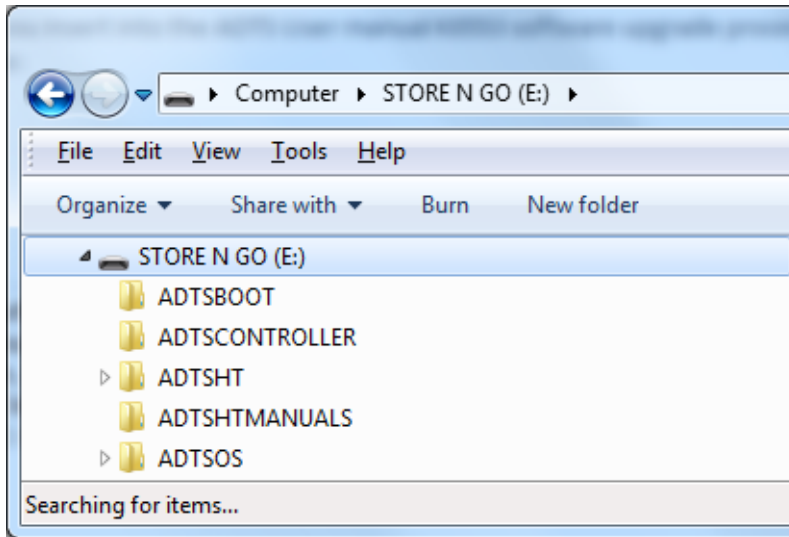 Computer STORE N GO (E:)
File Edit View Tools Help
Organize Share with Burn New folder
STORE N GO (E:)
ADTSBOOT
ADTSCONTROLLER
ADTSHT
ADTSHTMANUALS
ADTSOS
Searching for items...